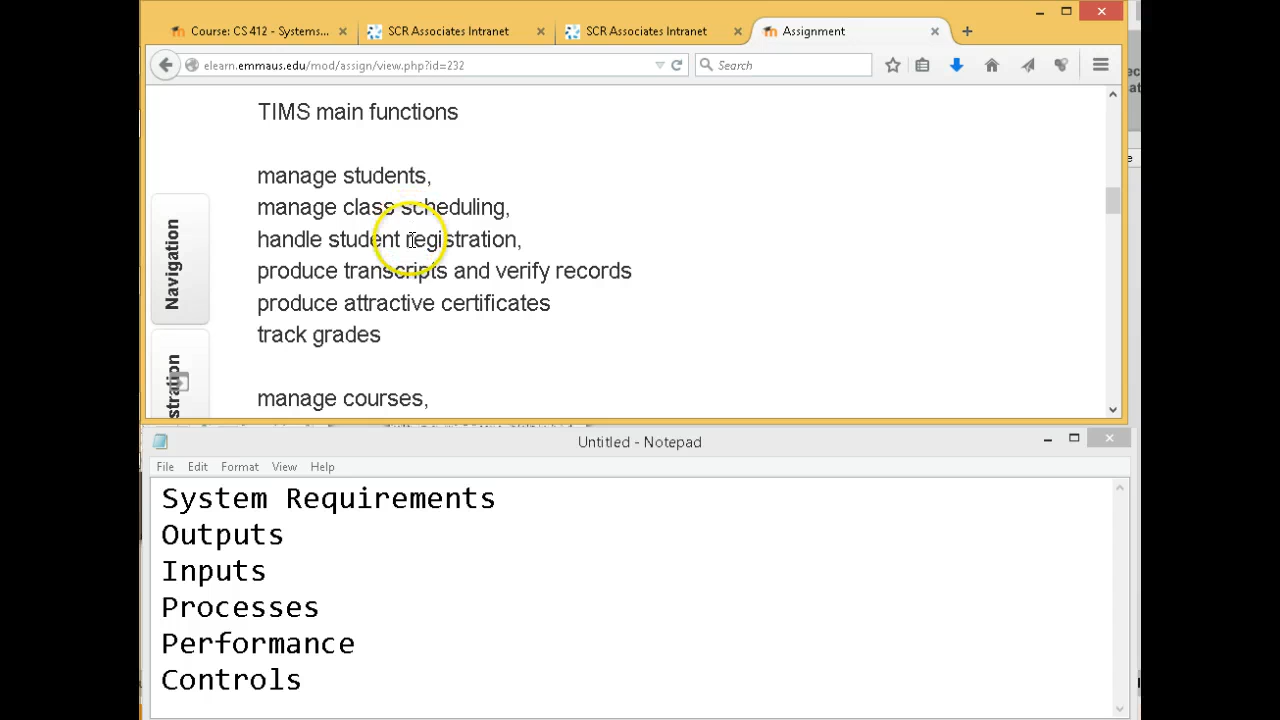 Course: CS 412 - Systems...
SCR Associates Intranet
SCR Associates Intranet
Assignment
elearn.emmaus.edu/mod/assign/view.php?id=232
Search
TIMS main functions
manage students,
manage class scheduling,
handle student registration,
produce transcripts and verify records
produce attractive certificates
track grades
manage courses,
Navigation
stration
Untitled - Notepad
File Edit Format View Help
System Requirements
Outputs
Inputs
Processes
Performance
Controls